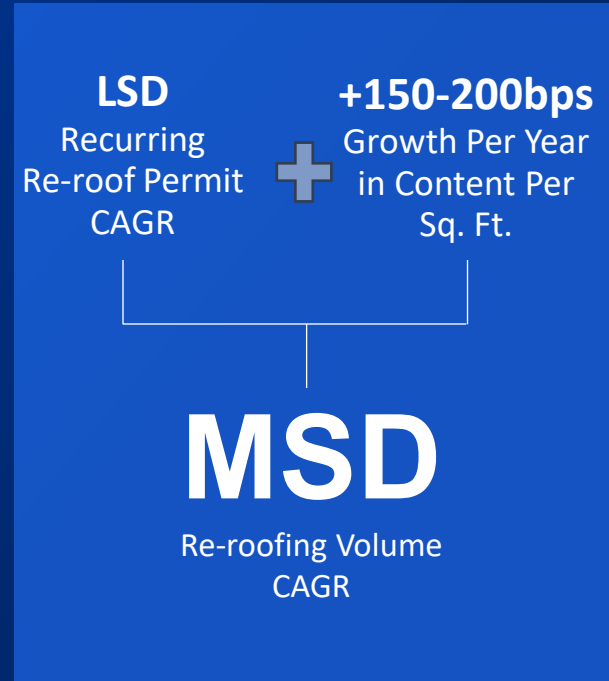 LSD
Recurring
Re-roof Permit
CAGR
+150-200bps
Growth Per Year
in Content Per
Sq. Ft.
MSD
Re-roofing Volume
CAGR